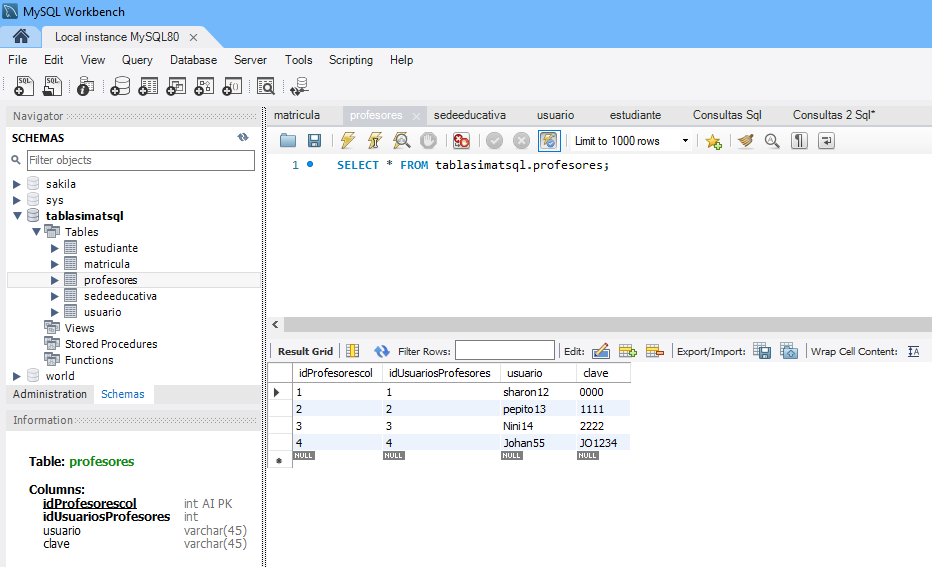 MySQL Workbench
Local instance MySQL80
File Edit View Query Database Server Tools Scripting Help
Navigator
SCHEMAS
Filter objects
sakila
sys
tablasimatsql
Tables
estudiante
matricula
profesores
sedeeducativa
usuario
Views
Stored Procedures
Functions
world
Administration Schemas
Information
Table: profesores
Columns:
idProfesorescol int AI PK
idUsuariosProfesores int
usuario varchar(45)
clave varchar(45)
matricula profesores sedeeducativa usuario estudiante Consultas Sql Consultas 2 Sql*
Limit to 1000 rows
1 SELECT * FROM tablasimatsql.profesores;
Result Grid Filter Rows: Edit: Export/Import: Wrap Cell Content: IA
idProfesorescol idUsuariosProfesores usuario clave
1 1 sharon12 0000
2 2 pepito13 1111
3 3 Nini14 2222
4 4 Johan55 JO1234
NULL NULL NULL NULL